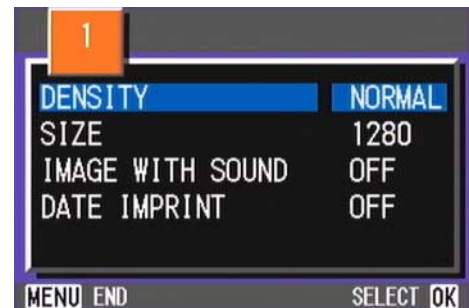 1
DENSITY NORMAL
SIZE 1280
IMAGE WITH SOUND OFF
DATE IMPRINT OFF
MENU END SELECT OK